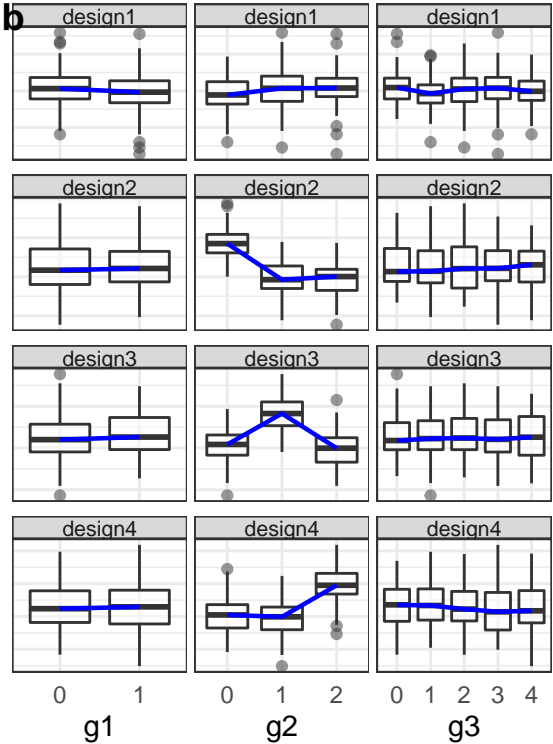 b
design1 design1 design1
design2 design2 design2
design3 design3 design3
design4 design4 design4
0 1 0 1 2 0 1 2 3 4
g1 g2 g3